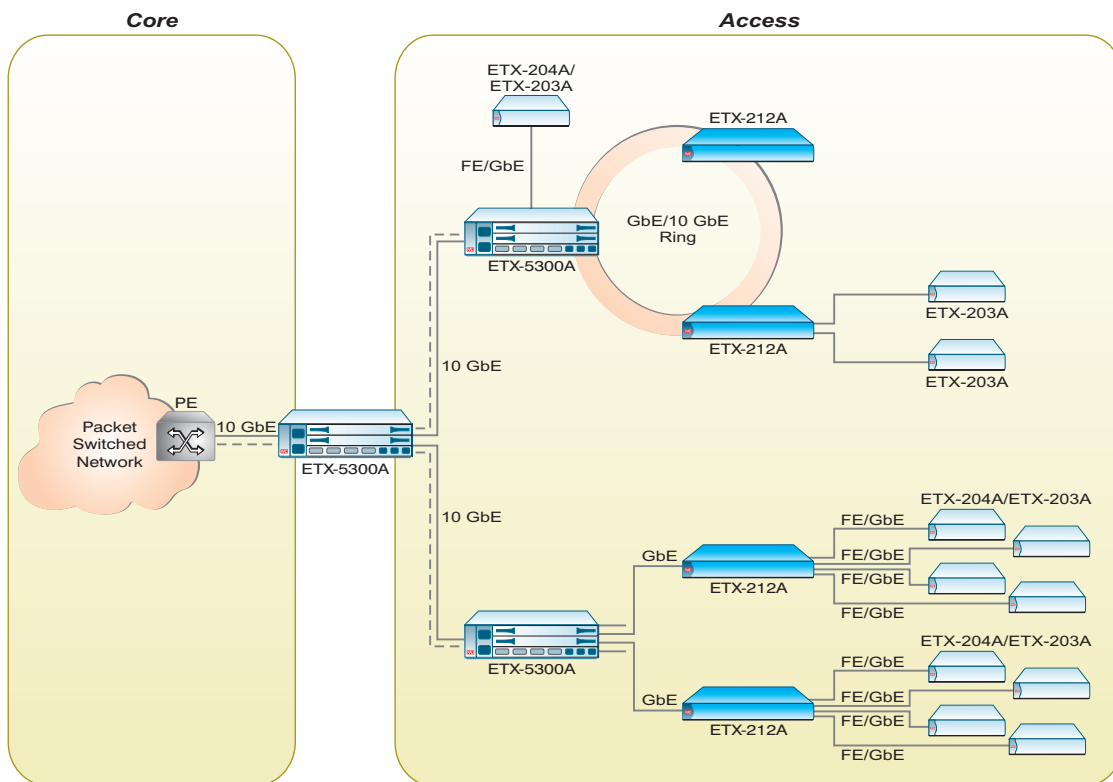 Core
Access
ETX-204A/
ETX-203A
ETX-212A
FE/GbE
GbE/10 GbE
Ring
ETX-5300A
ETX-203A
ETX-212A
ETX-203A
10 GbE
PE
Packet
Switched
Network
10 GbE
ETX-5300A
10 GbE
ETX-204A/ETX-203A
FE/GbE
GbE
FE/GbE
FE/GbE
ETX-212A
FE/GbE
ETX-204A/ETX-203A
FE/GbE
ETX-5300A
GbE
FE/GbE
FE/GbE
ETX-212A
FE/GbE